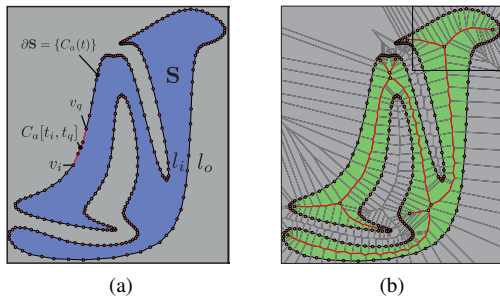 ∂S = {C_a(t)}
S
v_q
C_a[t_i, t_q]
v_i
l_i l_o
(a) (b)